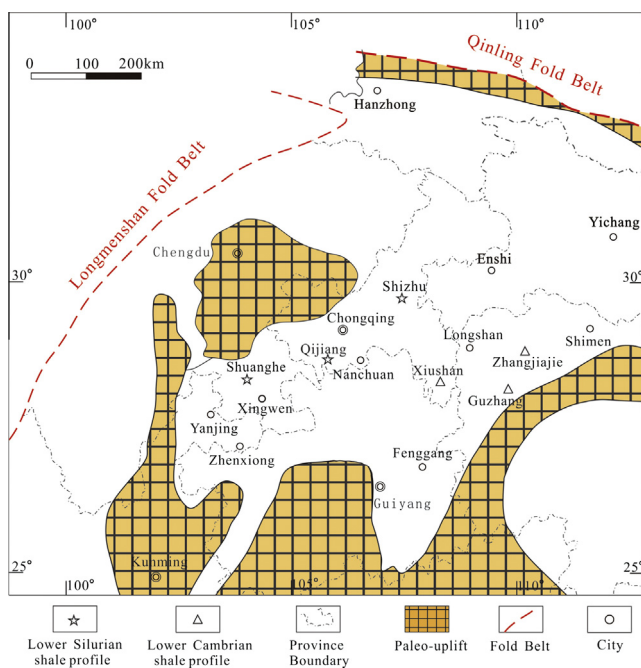 100°
105°
110°
0
100
200km
Qinling Fold Belt
Hanzhong
Longmenshan Fold Belt
Yichang
Chengdu
Enshi
30°
30°
Shizhu
Chongqing
Shimen
Longshan
Qijiang
Zhangjiajie
Shuanghe
Nanchuan
Xiushan
Guzhang
Xingwen
Yanjing
Zhenxiong
Fenggang
Guiyang
Kunming
25°
25°
100°
105°
110°
Lower Silurian
shale profile
Lower Cambrian
shale profile
Province
Boundary
Paleo-uplift
Fold Belt
City